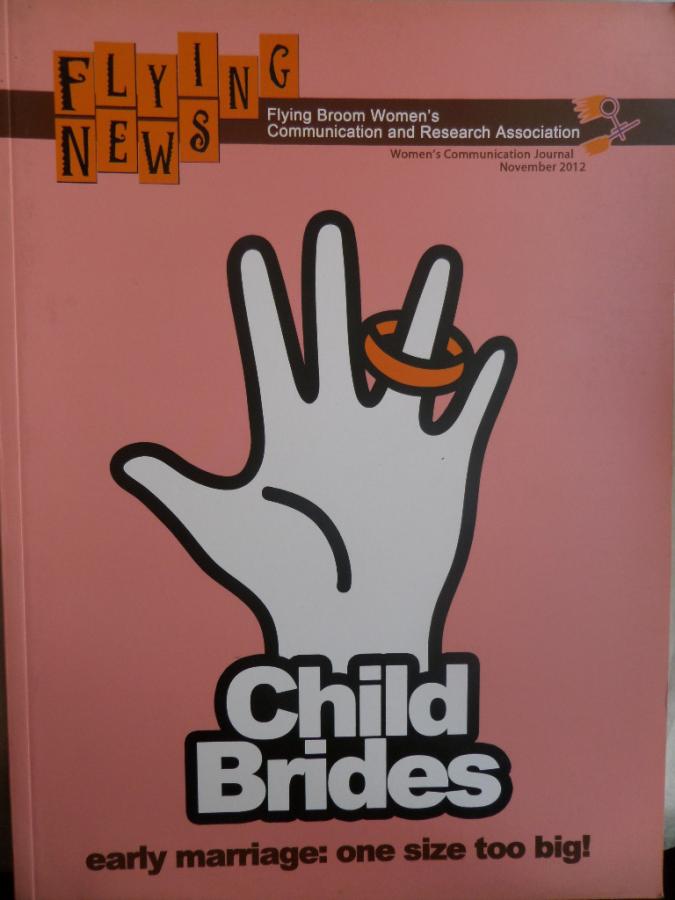 FLYING
NEWS
Flying Broom Women's
Communication and Research Association
Women's Communication Journal
November 2012
Child
Brides
early marriage: one size too big!